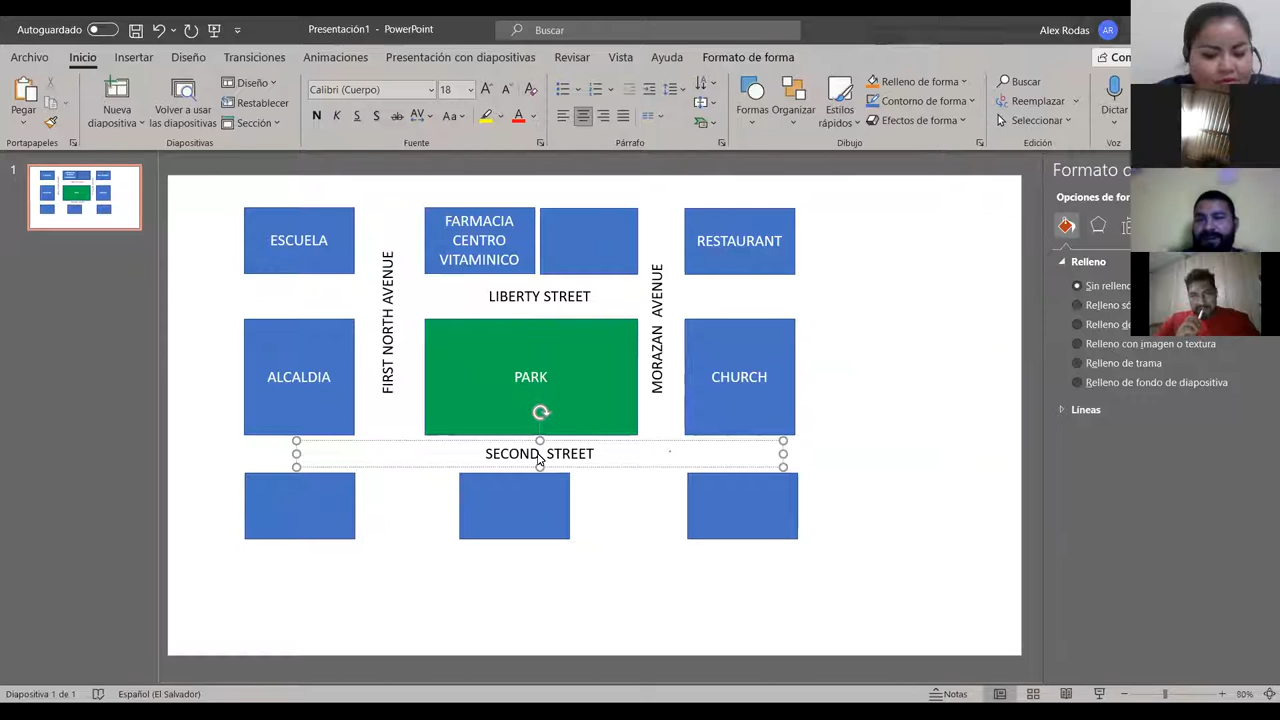 Autoguardado
Presentación1 - PowerPoint
Buscar
Alex Rodas
AR
Archivo
Inicio
Insertar
Diseño
Transiciones
Animaciones
Presentación con diapositivas
Revisar
Vista
Ayuda
Formato de forma
Pegar
Nueva
diapositiva
Volver a usar
las diapositivas
Diseño
Restablecer
Sección
Calibri (Cuerpo)
18
N K S S ab AV Aa A
Formas
Organizar
Estilos
rápidos
Relleno de forma
Contorno de forma
Efectos de forma
Buscar
Reemplazar
Seleccionar
Dictar
Portapapeles
Diapositivas
Fuente
Párrafo
Dibujo
Edición
Voz
1
ESCUELA
FARMACIA
CENTRO
VITAMINICO
RESTAURANT
LIBERTY STREET
FIRST NORTH AVENUE
MORAZAN AVENUE
ALCALDIA
PARK
CHURCH
SECOND STREET
Opciones de
Relleno
Sin
Relleno
Relleno
Relleno con imagen o textura
Relleno de trama
Relleno de fondo de diapositiva
Líneas
Diapositiva 1 de 1
Español (El Salvador)
Notas
80%